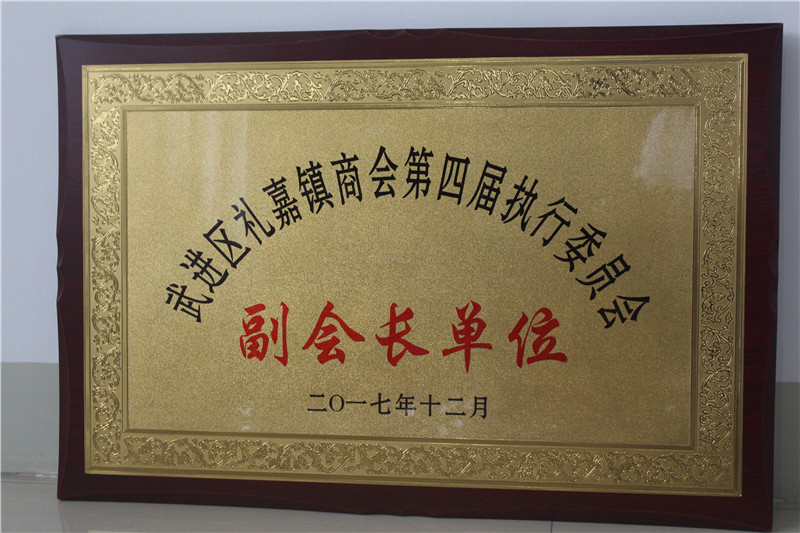 武进区礼嘉镇商会第四届执行委员会
副会长单位
二〇一七年十二月